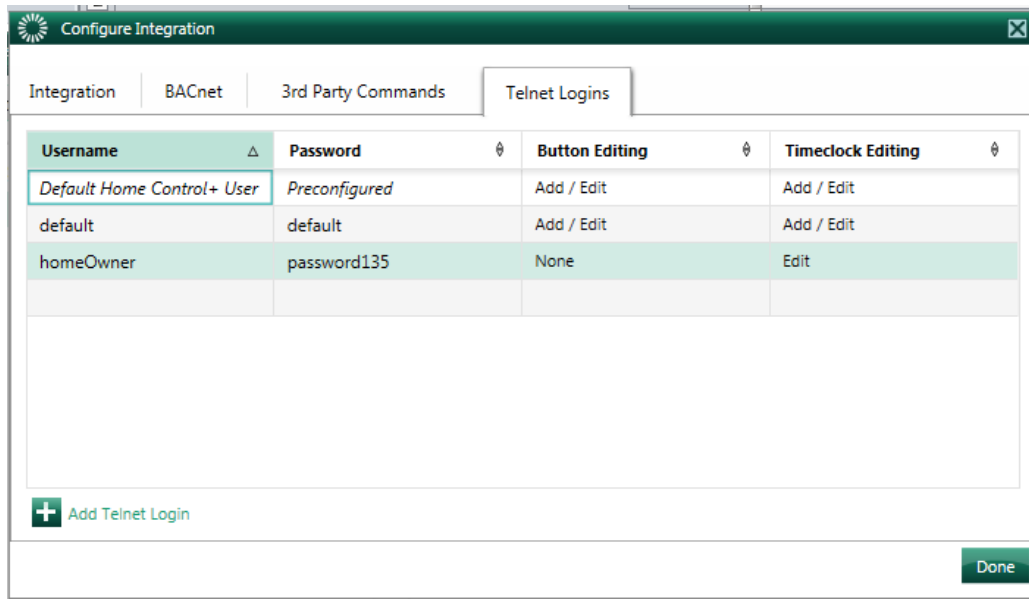 Configure Integration
Integration BACnet 3rd Party Commands Telnet Logins
Username Password Button Editing Timeclock Editing
Default Home Control+ User Preconfigured Add / Edit Add / Edit
default default Add / Edit Add / Edit
homeOwner password135 None Edit
Add Telnet Login
Done